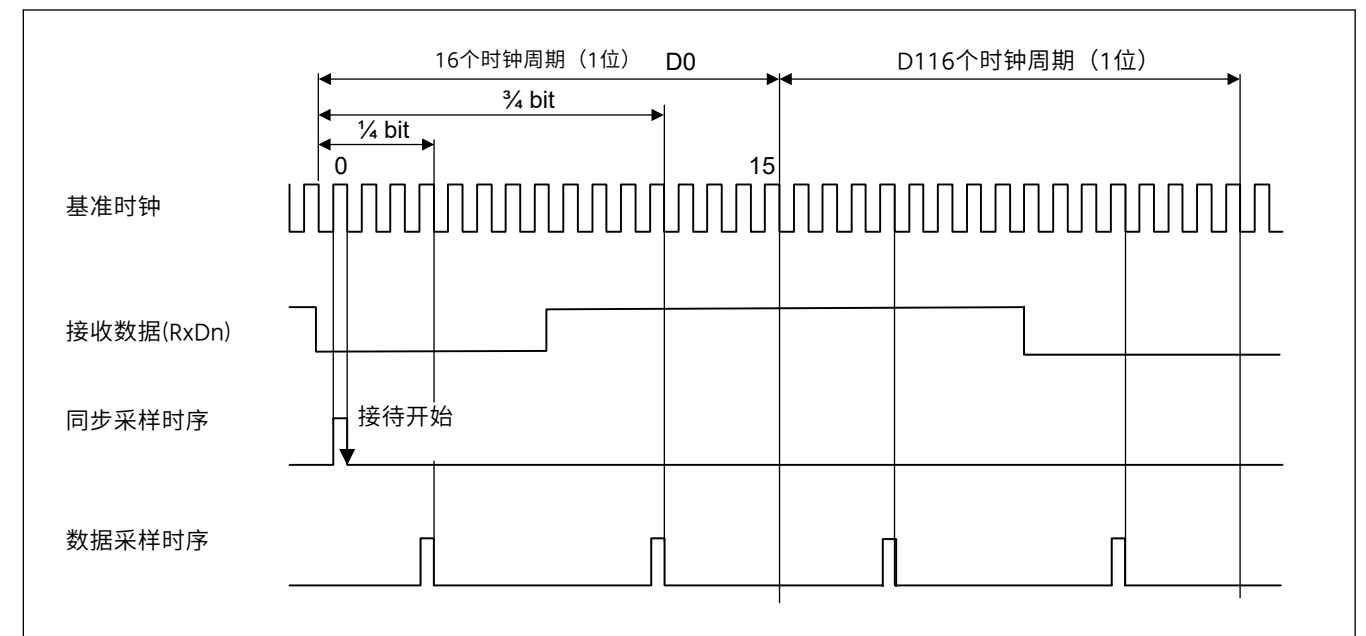 16个时钟周期（1位） D0 D116个时钟周期（1位）
¾ bit
¼ bit
0 15
基准时钟
接收数据(RxDn)
同步采样时序 接待开始
数据采样时序